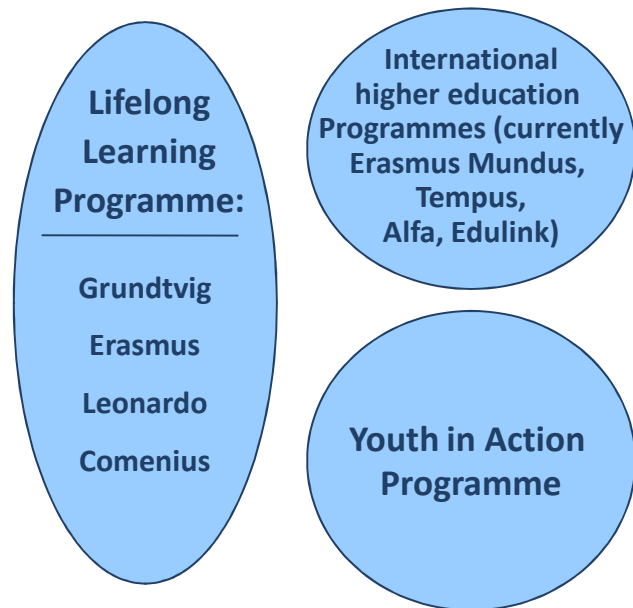 Lifelong
Learning
Programme:
Grundtvig
Erasmus
Leonardo
Comenius
International
higher education
Programmes (currently
Erasmus Mundus,
Tempus,
Alfa, Edulink)
Youth in Action
Programme